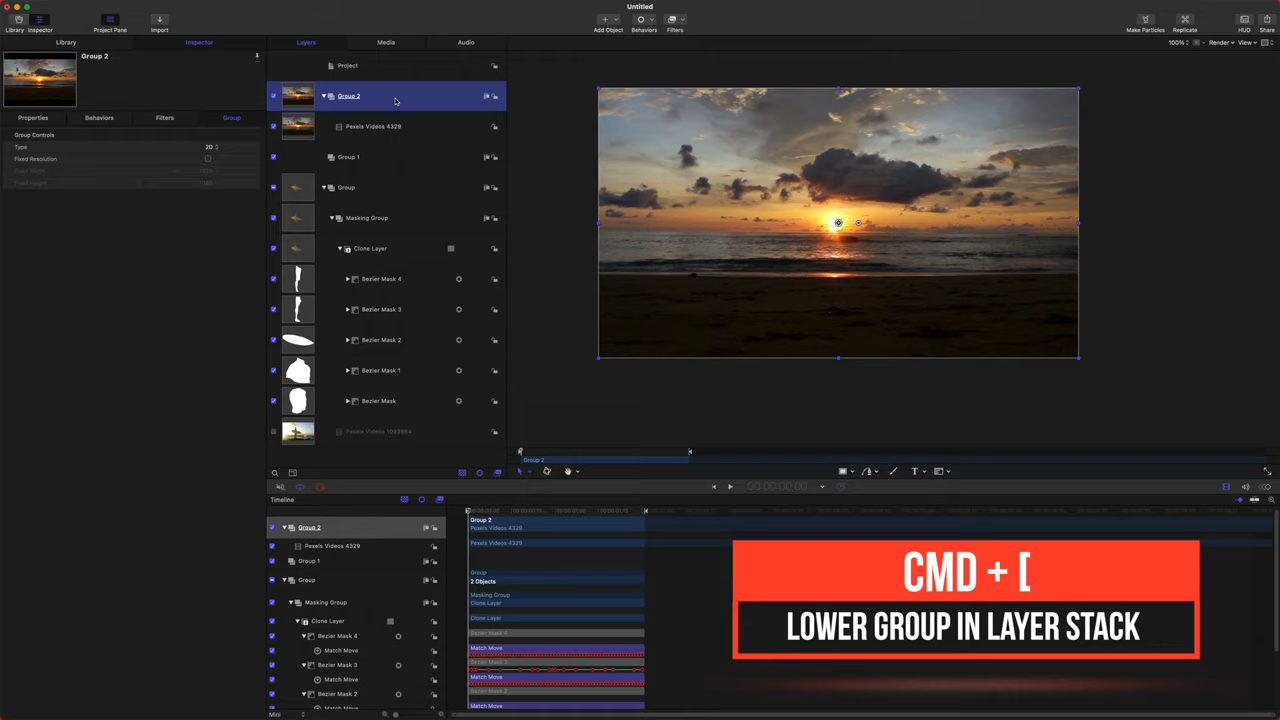 Untitled
Library
Inspector
Project Pane
Import
Add Object
Behaviors
Filters
Make Particles
Replicate
HUD
Share
Library
Inspector
Layers
Media
Audio
100%
Render
View
Group 2
Properties
Behaviors
Filters
Group
Group Controls
Type
2D
Fixed Resolution
Fixed Width
Fixed Height
Project
Group 2
Pexels Videos 4329
Group 1
Group
Masking Group
Clone Layer
Bezier Mask 4
Bezier Mask 3
Bezier Mask 2
Bezier Mask 1
Bezier Mask
Pexels Videos 1093664
Group 2
T
Timeline
Group 2
Pexels Videos 4329
Group 1
Group
Masking Group
Clone Layer
Bezier Mask 4
Match Move
Bezier Mask 3
Match Move
Bezier Mask 2
Match Move
Mini
Group 2
Pexels Videos 4329
Pexels Videos 4329
Group
2 Objects
Masking Group
Clone Layer
Clone Layer
Bezier Mask 4
Match Move
Bezier Mask 3
Match Move
Bezier Mask 2
Match Move
CMD + [
LOWER GROUP IN LAYER STACK